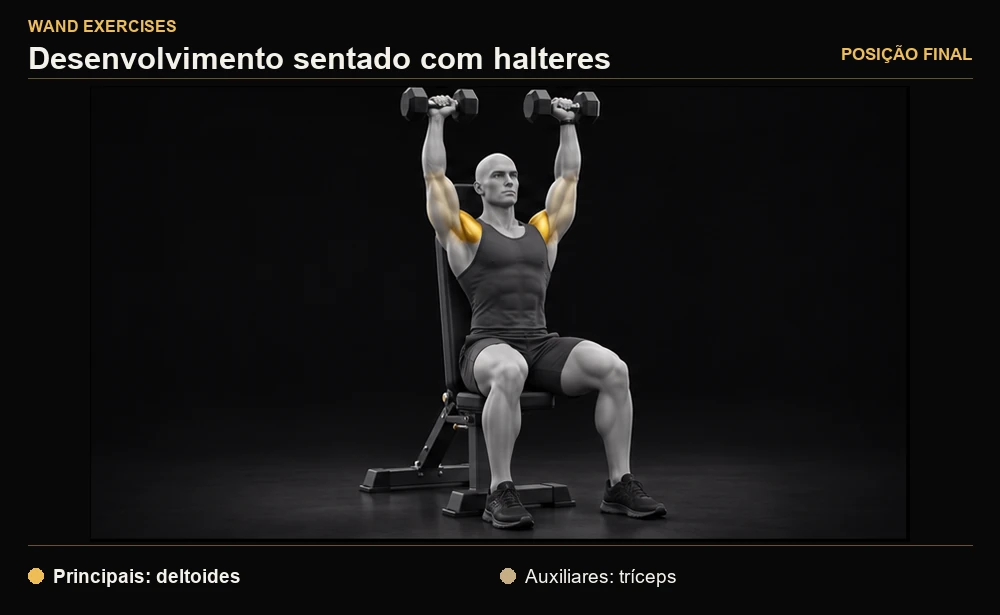 WAND EXERCISES
Desenvolvimento sentado com halteres
POSIÇÃO FINAL
Principais: deltoides
Auxiliares: tríceps